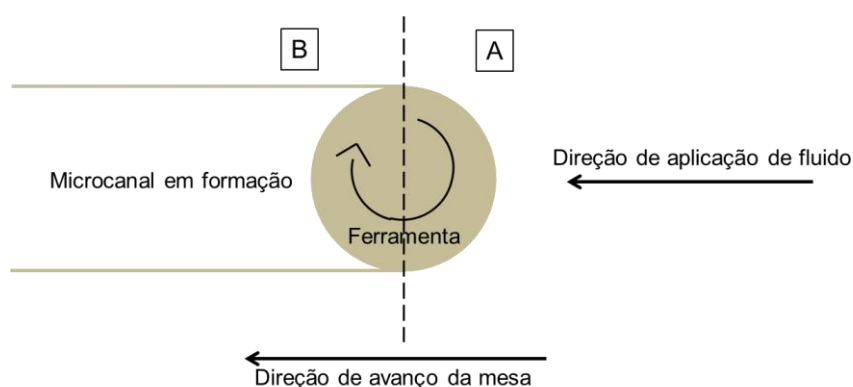 B
A
Direção de aplicação de fluido
Microcanal em formação
Ferramenta
Direção de avanço da mesa